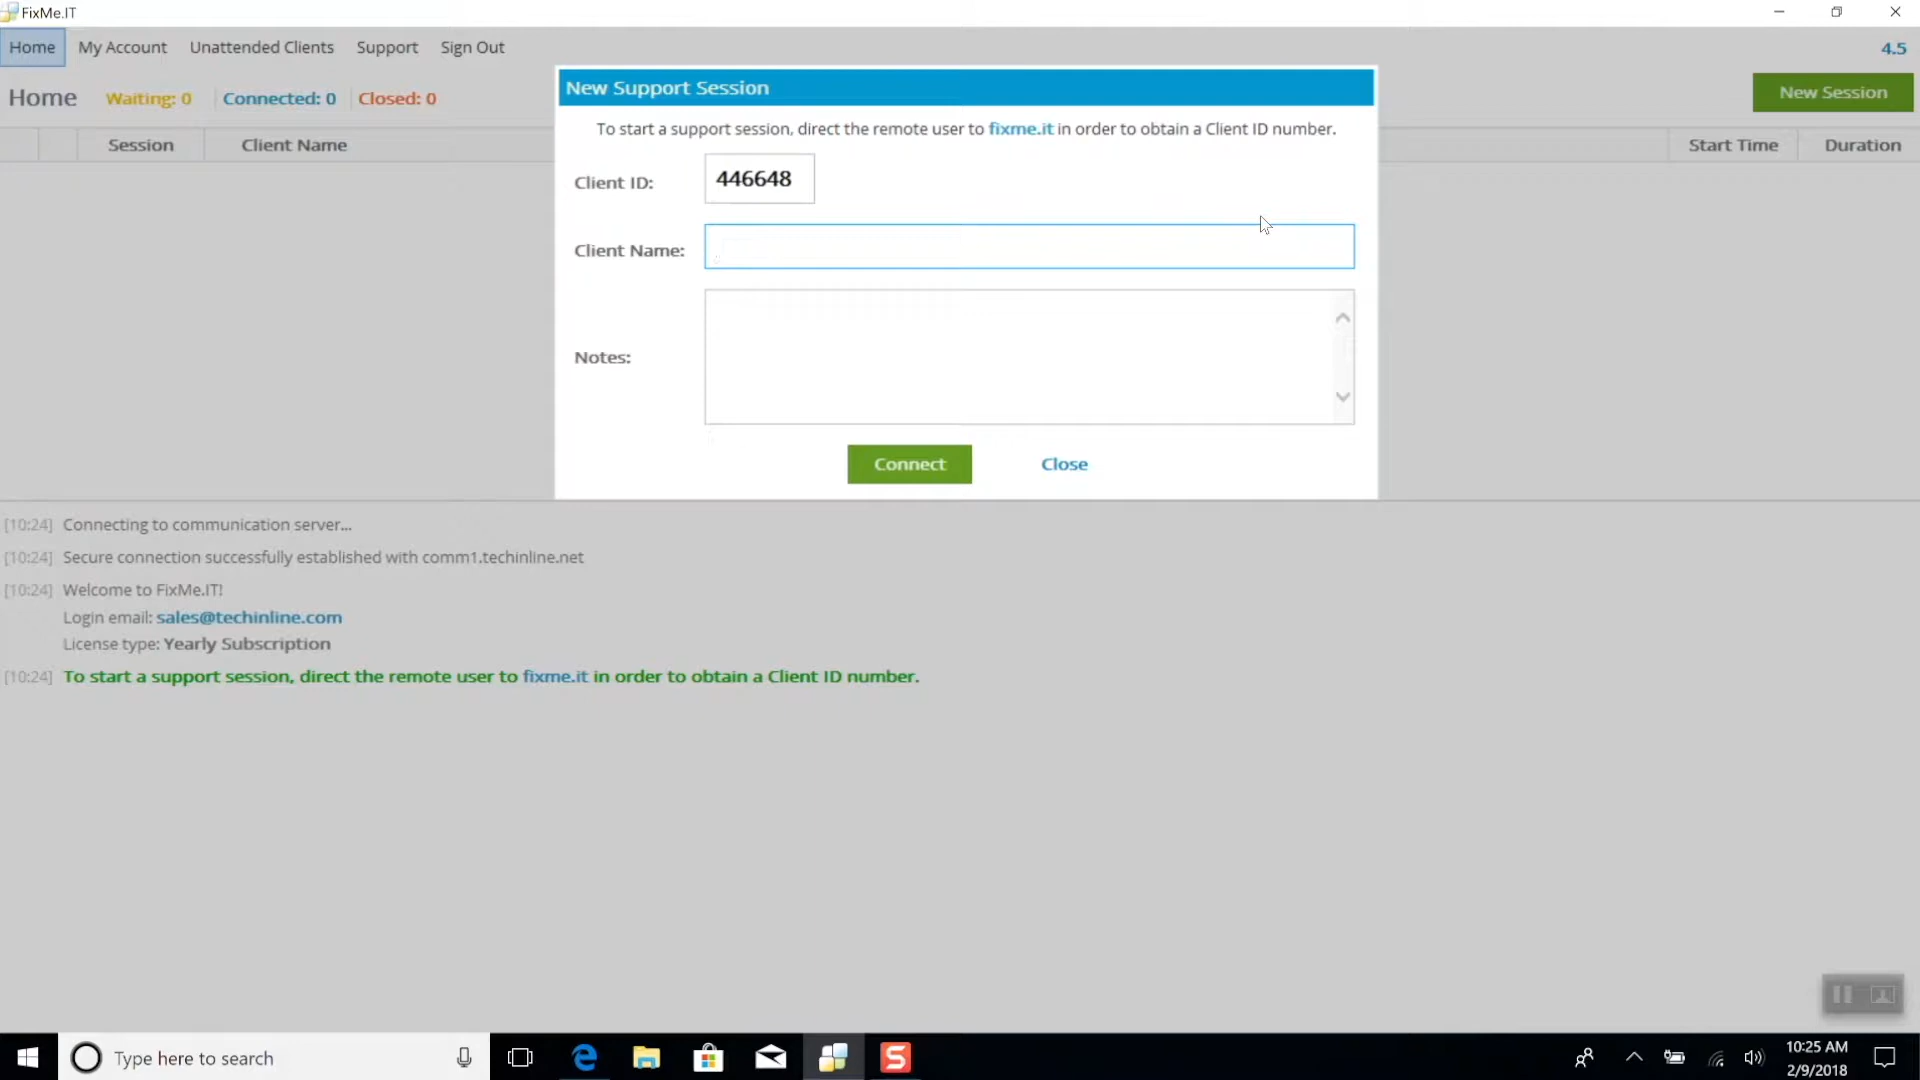 FixMe.IT
Home My Account Unattended Clients Support Sign Out
4.5
Home Waiting: 0 Connected: 0 Closed: 0
New Session
Session Client Name Start Time Duration
New Support Session
To start a support session, direct the remote user to fixme.it in order to obtain a Client ID number.
Client ID: 446648
Client Name:
Notes:
Connect Close
[10:24] Connecting to communication server...
[10:24] Secure connection successfully established with comm1.techinline.net
[10:24] Welcome to FixMe.IT!
Login email: sales@techinline.com
License type: Yearly Subscription
[10:24] To start a support session, direct the remote user to fixme.it in order to obtain a Client ID number.
Type here to search
10:25 AM
2/9/2018